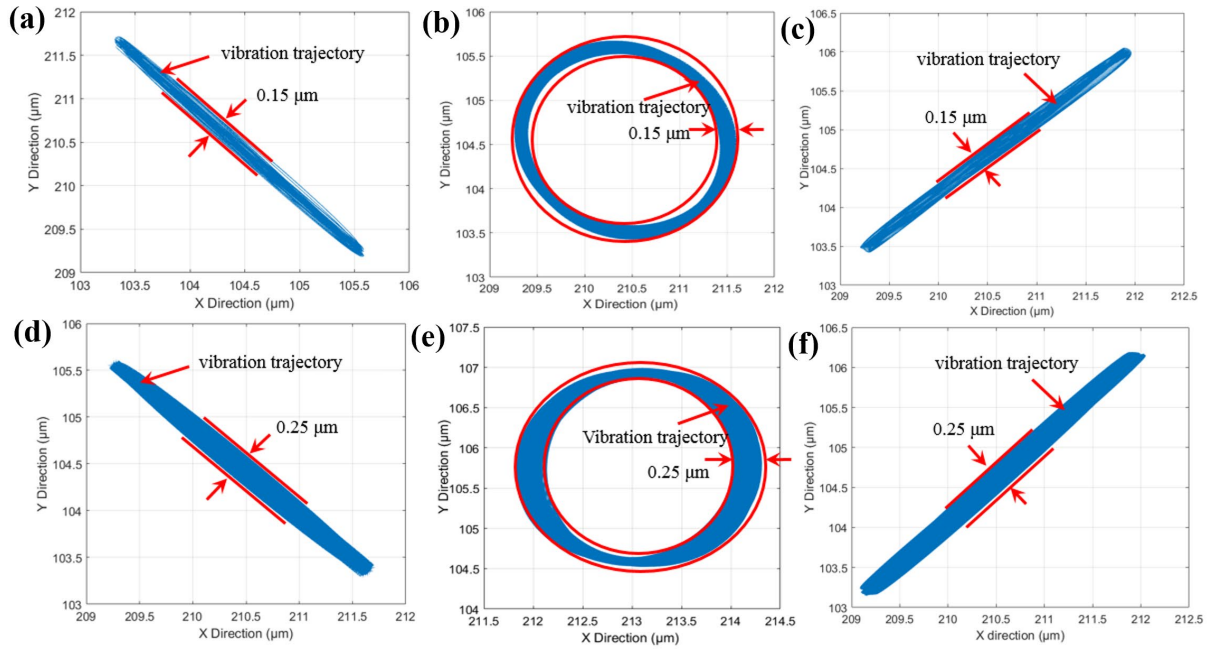 (a)
212
211.5
211
210.5
210
209.5
209
103
103.5
104
104.5
105
105.5
106
Y Direction (μm)
X Direction (μm)
vibration trajectory
0.15 μm
(b)
106
105.5
105
104.5
104
103.5
103
209
209.5
210
210.5
211
211.5
212
Y Direction (μm)
X Direction (μm)
vibration trajectory
0.15 μm
(c)
106.5
106
105.5
105
104.5
104
103.5
103
209
209.5
210
210.5
211
211.5
212
212.5
Y Direction (μm)
X Direction (μm)
vibration trajectory
0.15 μm
(d)
106
105.5
105
104.5
104
103.5
103
209
209.5
210
210.5
211
211.5
212
Y Direction (μm)
X Direction (μm)
vibration trajectory
0.25 μm
(e)
107.5
107
106.5
106
105.5
105
104.5
104
211.5
212
212.5
213
213.5
214
214.5
Y Direction (μm)
X Direction (μm)
Vibration trajectory
0.25 μm
(f)
106.5
106
105.5
105
104.5
104
103.5
103
209
209.5
210
210.5
211
211.5
212
212.5
Y Direction (μm)
X direction (μm)
vibration trajectory
0.25 μm